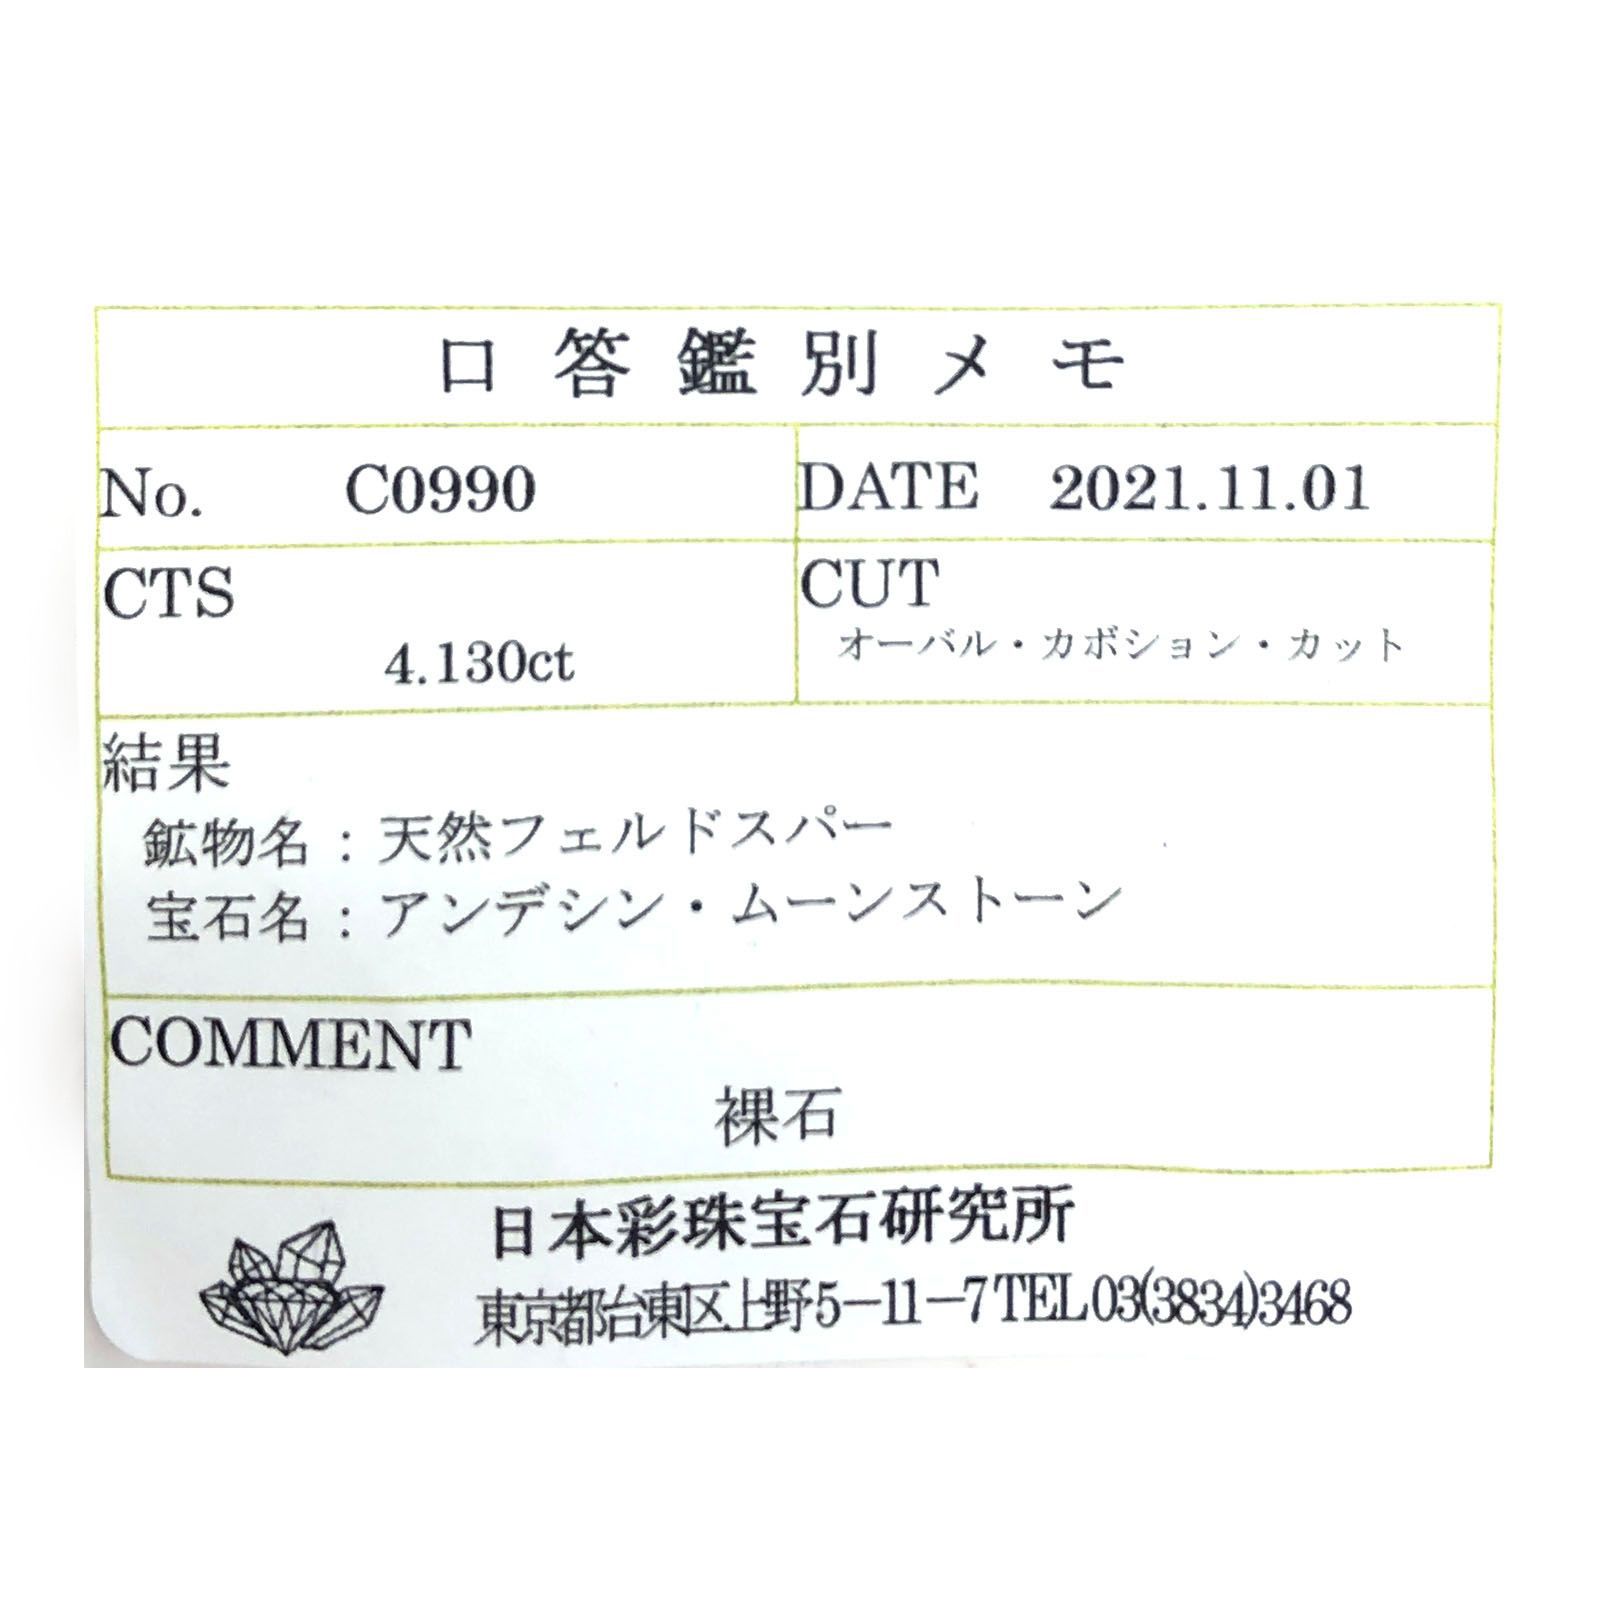 口答鑑別メモ
No. C0990
DATE 2021.11.01
CTS
4.130ct
CUT
オーバル・カボション・カット
結果
鉱物名：天然フェルドスパー
宝石名：アンデシン・ムーンストーン
COMMENT
裸石
日本彩珠宝石研究所
東京都台東区上野5-11-7 TEL 03(3834)3468